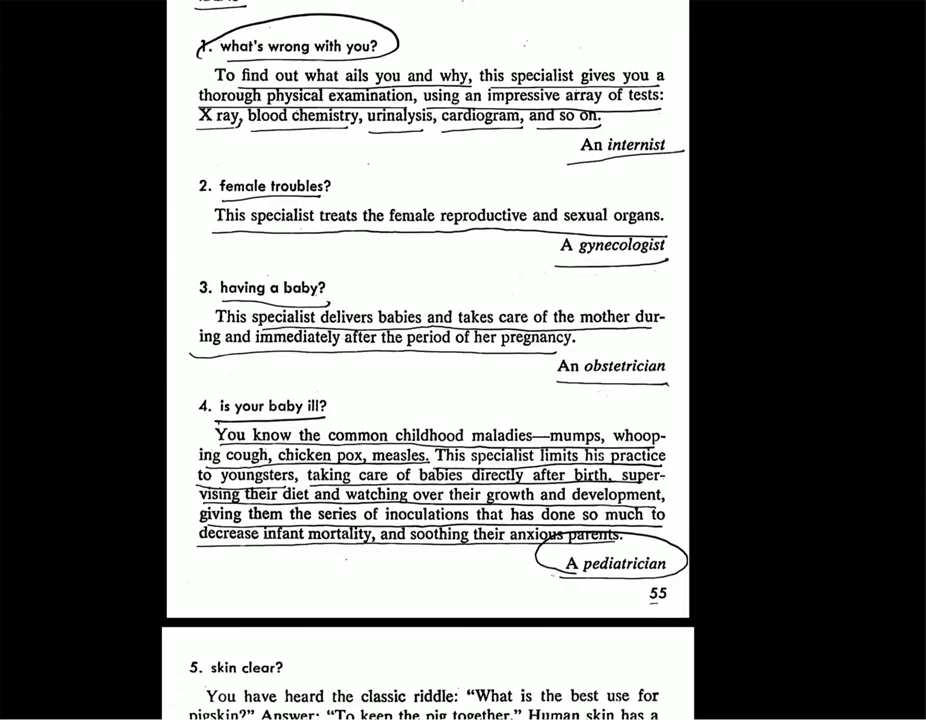 1. what's wrong with you?
To find out what ails you and why, this specialist gives you a
thorough physical examination, using an impressive array of tests:
X ray, blood chemistry, urinalysis, cardiogram, and so on.
An internist
2. female troubles?
This specialist treats the female reproductive and sexual organs.
A gynecologist
3. having a baby?
This specialist delivers babies and takes care of the mother dur-
ing and immediately after the period of her pregnancy.
An obstetrician
4. is your baby ill?
You know the common childhood maladies—mumps, whoop-
ing cough, chicken pox, measles. This specialist limits his practice
to youngsters, taking care of babies directly after birth, super-
vising their diet and watching over their growth and development,
giving them the series of inoculations that has done so much to
decrease infant mortality, and soothing their anxious parents.
A pediatrician
55
5. skin clear?
You have heard the classic riddle: "What is the best use for
pigskin?" Answer: "To keep the pig together." Human skin has a